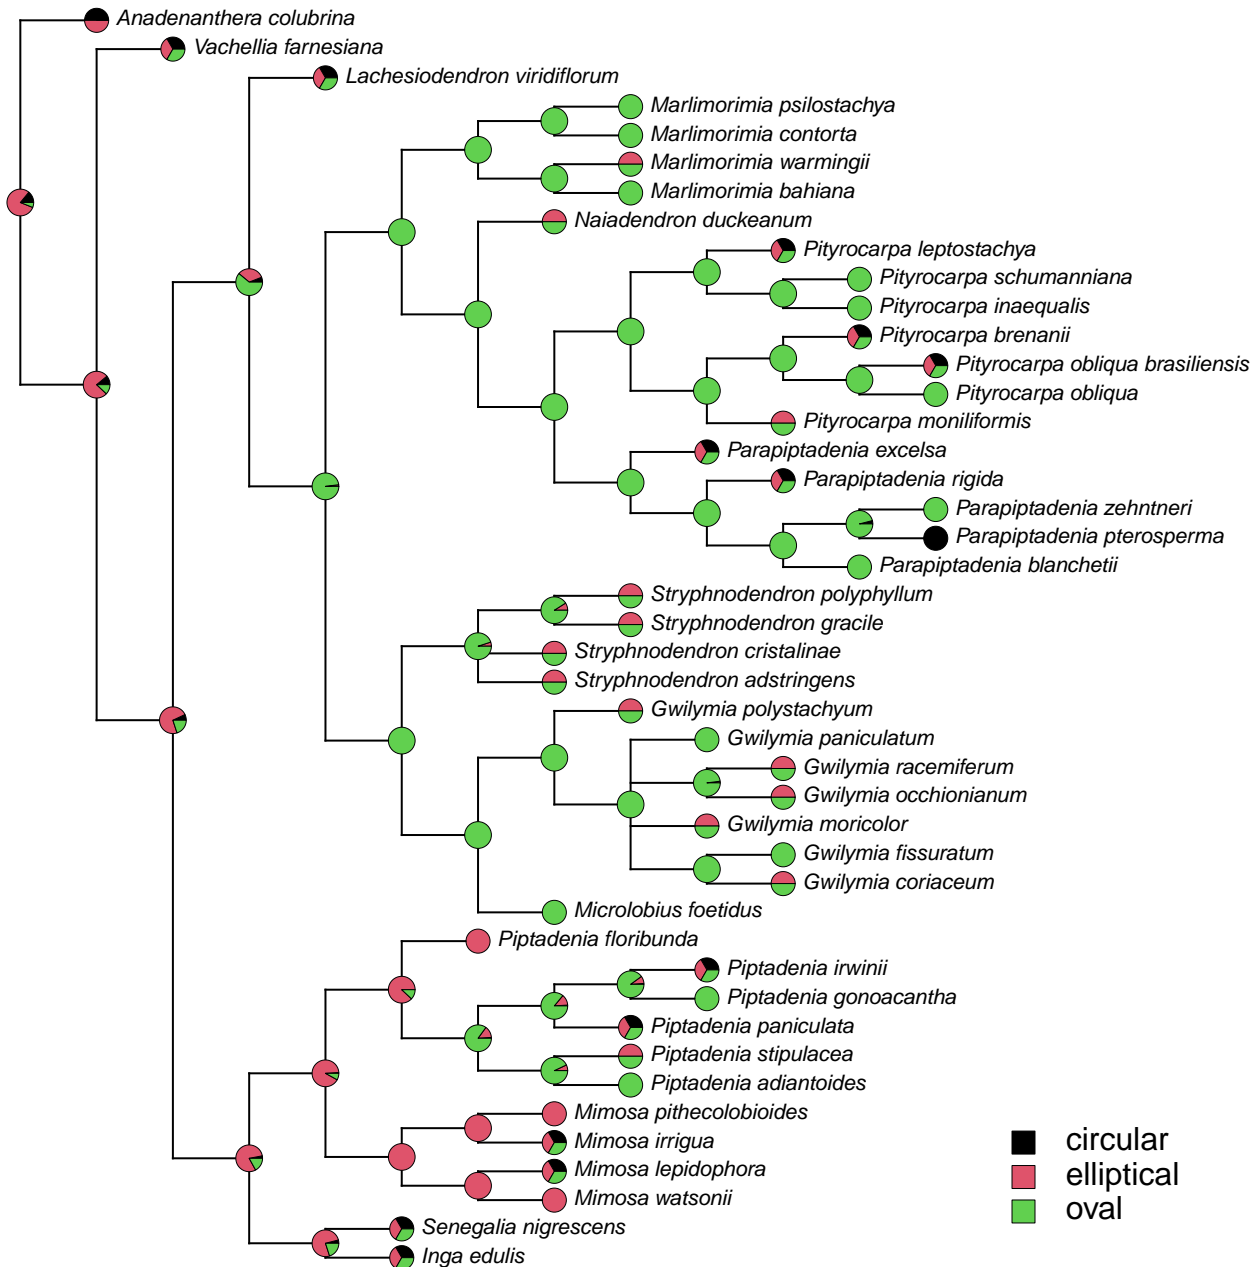 Anadenanthera colubrina
Vachellia farnesiana
Lachesiodendron viridiflorum
Marlimorimia psilostachya
Marlimorimia contorta
Marlimorimia warmingii
Marlimorimia bahiana
Naiadendron duckeanum
Pityrocarpa leptostachya
Pityrocarpa schumanniana
Pityrocarpa inaequalis
Pityrocarpa brenanii
Pityrocarpa obliqua brasiliensis
Pityrocarpa obliqua
Pityrocarpa moniliformis
Parapiptadenia excelsa
Parapiptadenia rigida
Parapiptadenia zehntneri
Parapiptadenia pterosperma
Parapiptadenia blanchetii
Stryphnodendron polyphyllum
Stryphnodendron gracile
Stryphnodendron cristalinae
Stryphnodendron adstringens
Gwilymia polystachyum
Gwilymia paniculatum
Gwilymia racemiferum
Gwilymia occhionianum
Gwilymia moricolor
Gwilymia fissuratum
Gwilymia coriaceum
Microlobius foetidus
Piptadenia floribunda
Piptadenia irwinii
Piptadenia gonoacantha
Piptadenia paniculata
Piptadenia stipulacea
Piptadenia adiantoides
Mimosa pithecolobioides
Mimosa irrigua
Mimosa lepidophora
Mimosa watsonii
Senegalia nigrescens
Inga edulis
circular
elliptical
oval